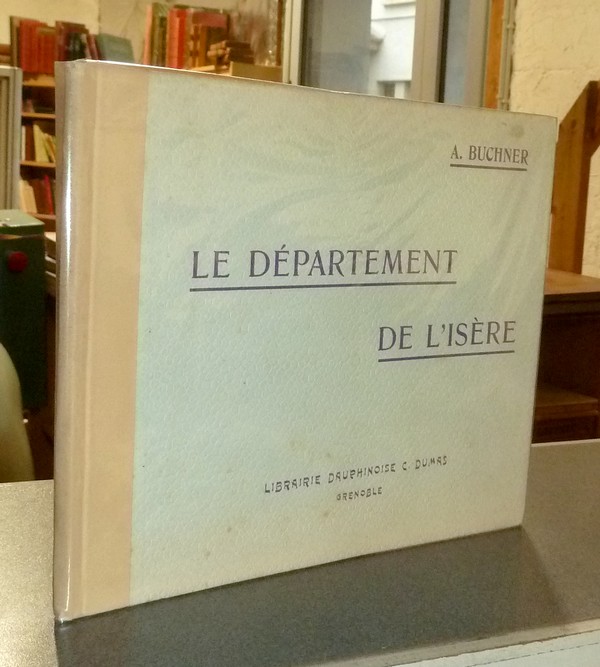 A. BUCHNER
LE DÉPARTEMENT
DE L'ISÈRE
LIBRAIRIE DAUPHINOISE C. DUMAS
GRENOBLE